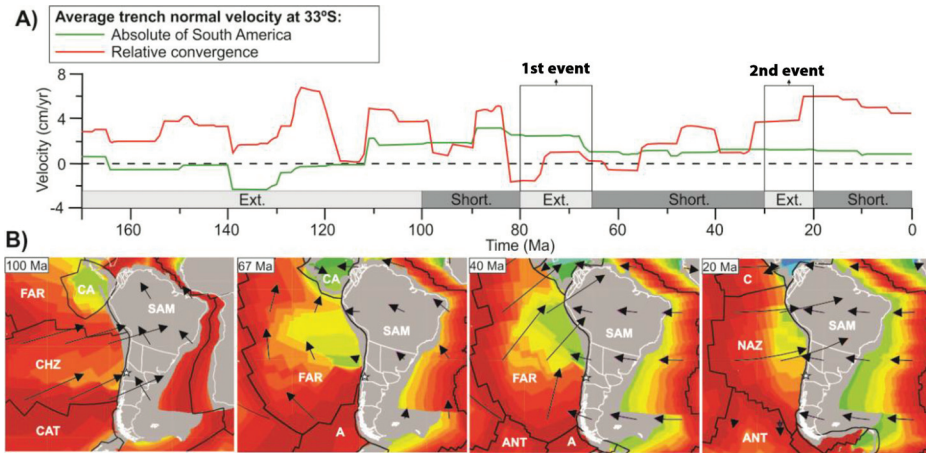 A)
Average trench normal velocity at 33ºS:
Absolute of South America
Relative convergence
1st event
2nd event
8
4
0
-4
Velocity (cm/yr)
Ext.
Short.
Ext.
Short.
Ext.
Short.
160
140
120
100
80
60
40
20
0
Time (Ma)
B)
100 Ma
FAR
CA
SAM
CHZ
CAT
67 Ma
CA
SAM
FAR
A
40 Ma
SAM
FAR
ANT
A
20 Ma
C
SAM
NAZ
ANT